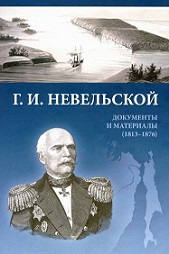 Г. И. НЕВЕЛЬСКОЙ
ДОКУМЕНТЫ
И МАТЕРИАЛЫ
(1813–1876)